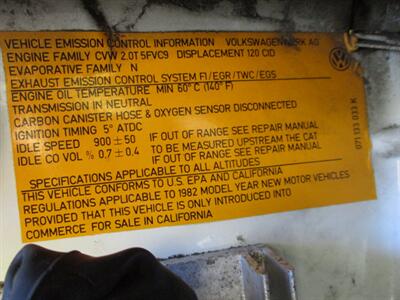 VEHICLE EMISSION CONTROL INFORMATION VOLKSWAGENWERK AG
ENGINE FAMILY CVW 2.0T 5FVC9 DISPLACEMENT 120 CID
EVAPORATIVE FAMILY N
EXHAUST EMISSION CONTROL SYSTEM FI/EGR/TWC/EGS
ENGINE OIL TEMPERATURE MIN 60° C (140° F)
TRANSMISSION IN NEUTRAL
CARBON CANISTER HOSE & OXYGEN SENSOR DISCONNECTED
IGNITION TIMING 5° ATDC
IDLE SPEED 900 ± 50 IF OUT OF RANGE SEE REPAIR MANUAL
TO BE MEASURED UPSTREAM THE CAT
IDLE CO VOL % 0,7 ± 0,4 IF OUT OF RANGE SEE REPAIR MANUAL
SPECIFICATIONS APPLICABLE TO ALL ALTITUDES
THIS VEHICLE CONFORMS TO U.S. EPA AND CALIFORNIA
REGULATIONS APPLICABLE TO 1982 MODEL YEAR NEW MOTOR VEHICLES
PROVIDED THAT THIS VEHICLE IS ONLY INTRODUCED INTO
COMMERCE FOR SALE IN CALIFORNIA
071 133 033 K